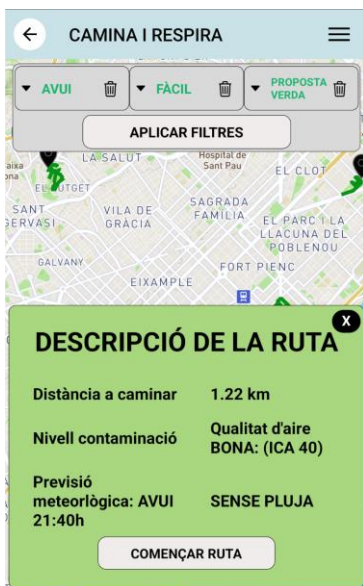 CAMINA I RESPIRA
AVUI
FÀCIL
PROPOSTA
VERDA
APLICAR FILTRES
LA SALUT
Hospital de
Sant Pau
EL CLOT
EL PUTGET
SANT
GERVASI
VILA DE
GRÀCIA
SAGRADA
FAMÍLIA
EL PARC I LA
LLACUNA DEL
POBLENOU
GALVANY
FORT PIENC
EIXAMPLE
X
DESCRIPCIÓ DE LA RUTA
Distància a caminar 1.22 km
Nivell contaminació
Qualitat d'aire
BONA: (ICA 40)
Previsió
meteorlògica: AVUI
21:40h
SENSE PLUJA
COMENÇAR RUTA